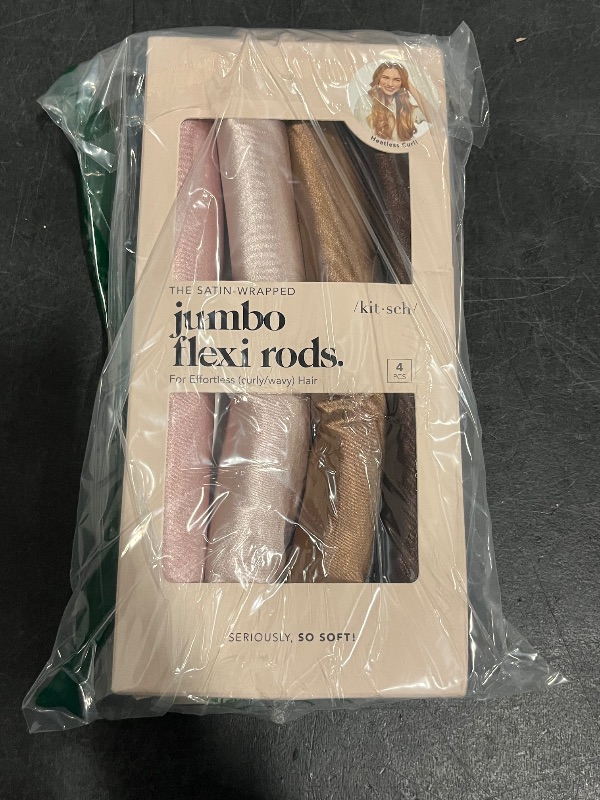 Heatless Curl!
THE SATIN-WRAPPED
jumbo
flexi rods.
/kit•sch/
For Effortless (curly/wavy) Hair
4
PCS
SERIOUSLY, SO SOFT!